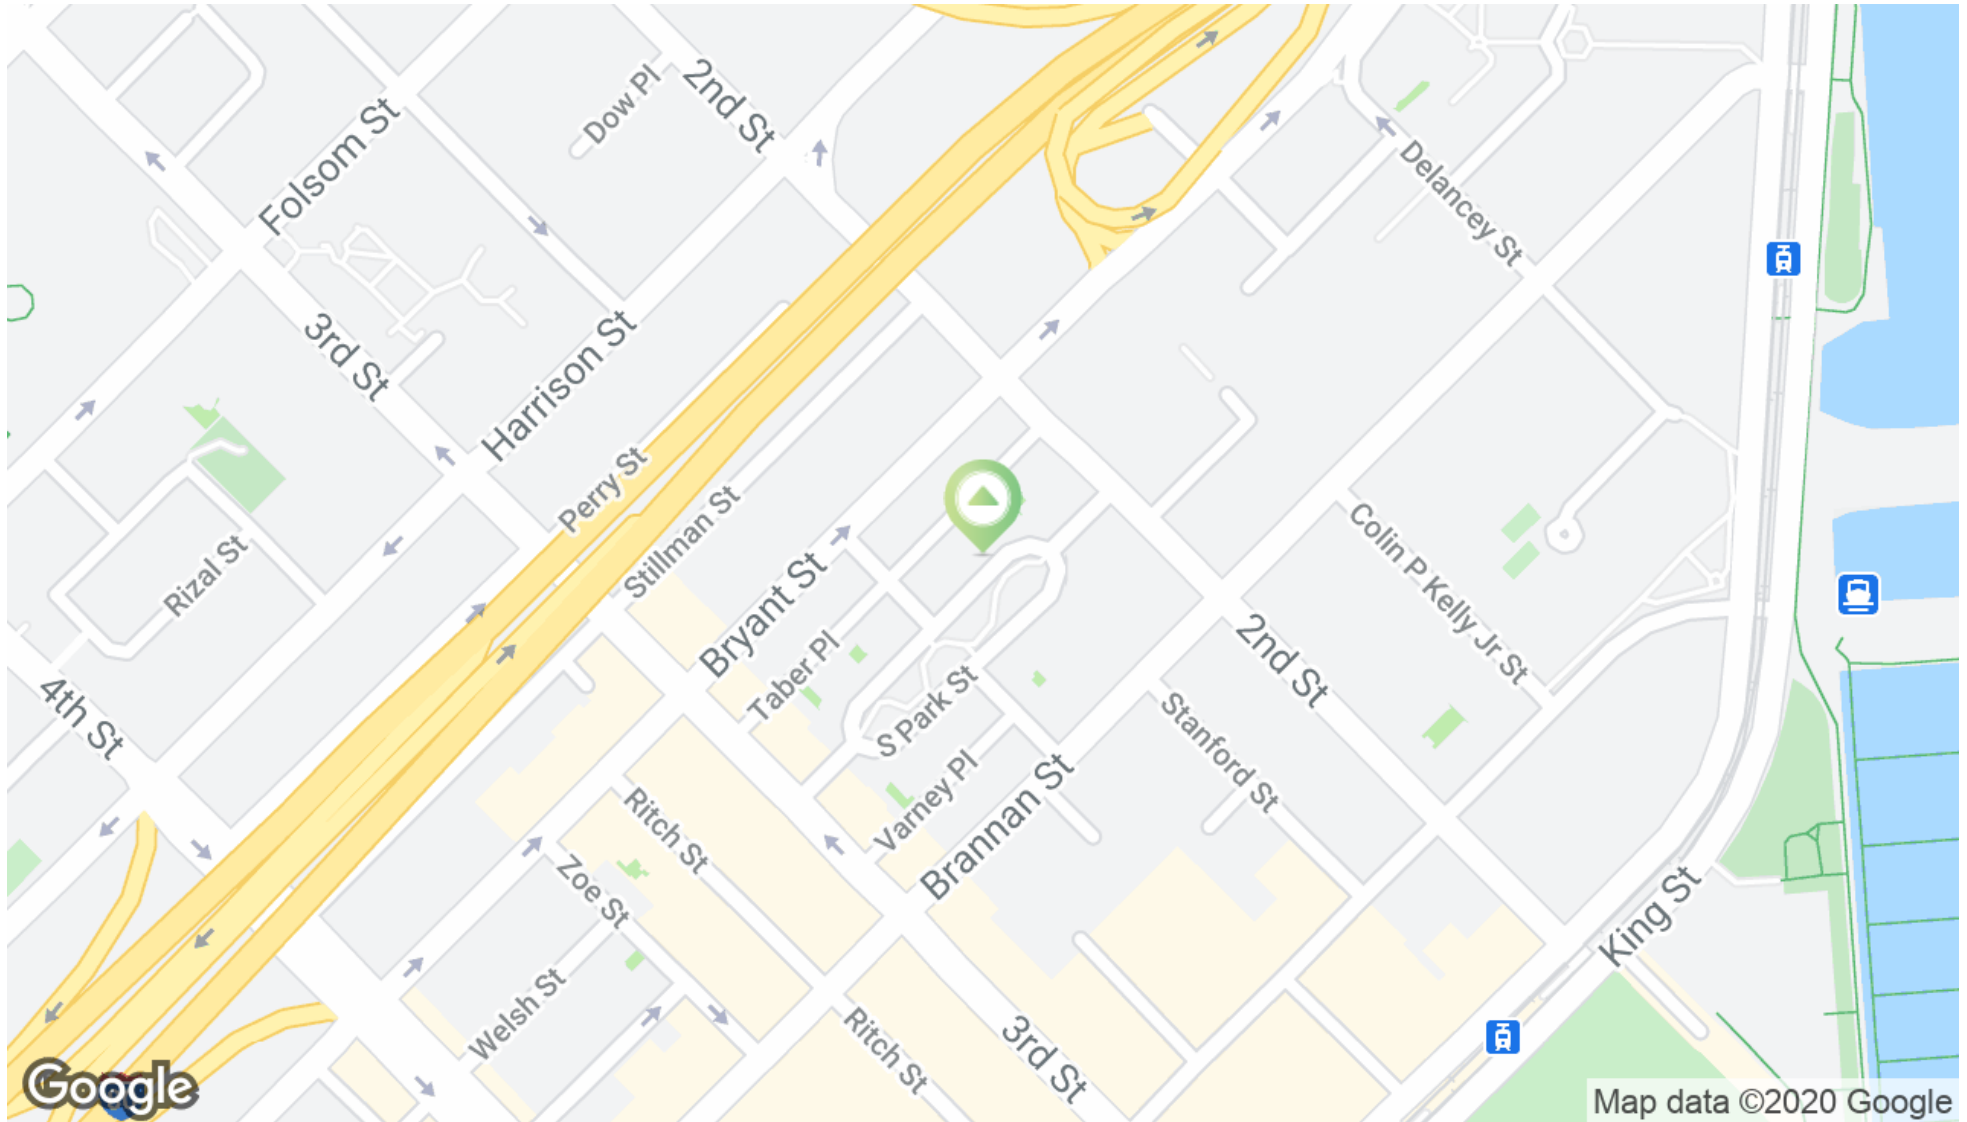 Dow Pl
2nd St
Folsom St
Delancey St
3rd St
Harrison St
Perry St
Stillman St
Rizal St
Colin P Kelly Jr St
Bryant St
Taber Pl
2nd St
4th St
S Park St
Stanford St
Varney Pl
Brannan St
Ritch St
Zoe St
King St
Welsh St
Ritch St
3rd St
Google
Map data ©2020 Google